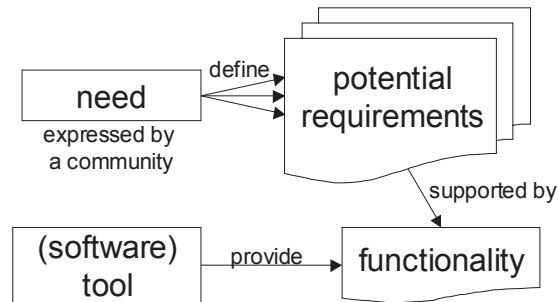 define
potential
requirements
need
expressed by
a community
supported by
(software)
tool
provide
functionality